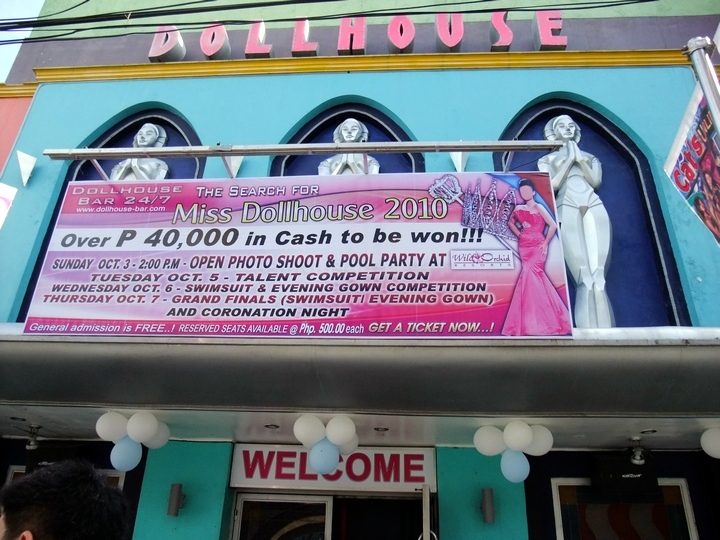 DOLLHOUSE
DOLLHOUSE BAR 24/7
www.dollhouse-bar.com
THE SEARCH FOR
Miss Dollhouse 2010
Over P 40,000 in Cash to be won!!!
SUNDAY OCT. 3 - 2:00 P.M - OPEN PHOTO SHOOT & POOL PARTY AT Wild Orchid
TUESDAY OCT. 5 - TALENT COMPETITION
WEDNESDAY OCT. 6 - SWIMSUIT & EVENING GOWN COMPETITION
THURSDAY OCT. 7 - GRAND FINALS (SWIMSUIT/ EVENING GOWN)
AND CORONATION NIGHT
General admission is FREE..! RESERVED SEATS AVAILABLE @ Php. 500.00 each GET A TICKET NOW...!
WELCOME